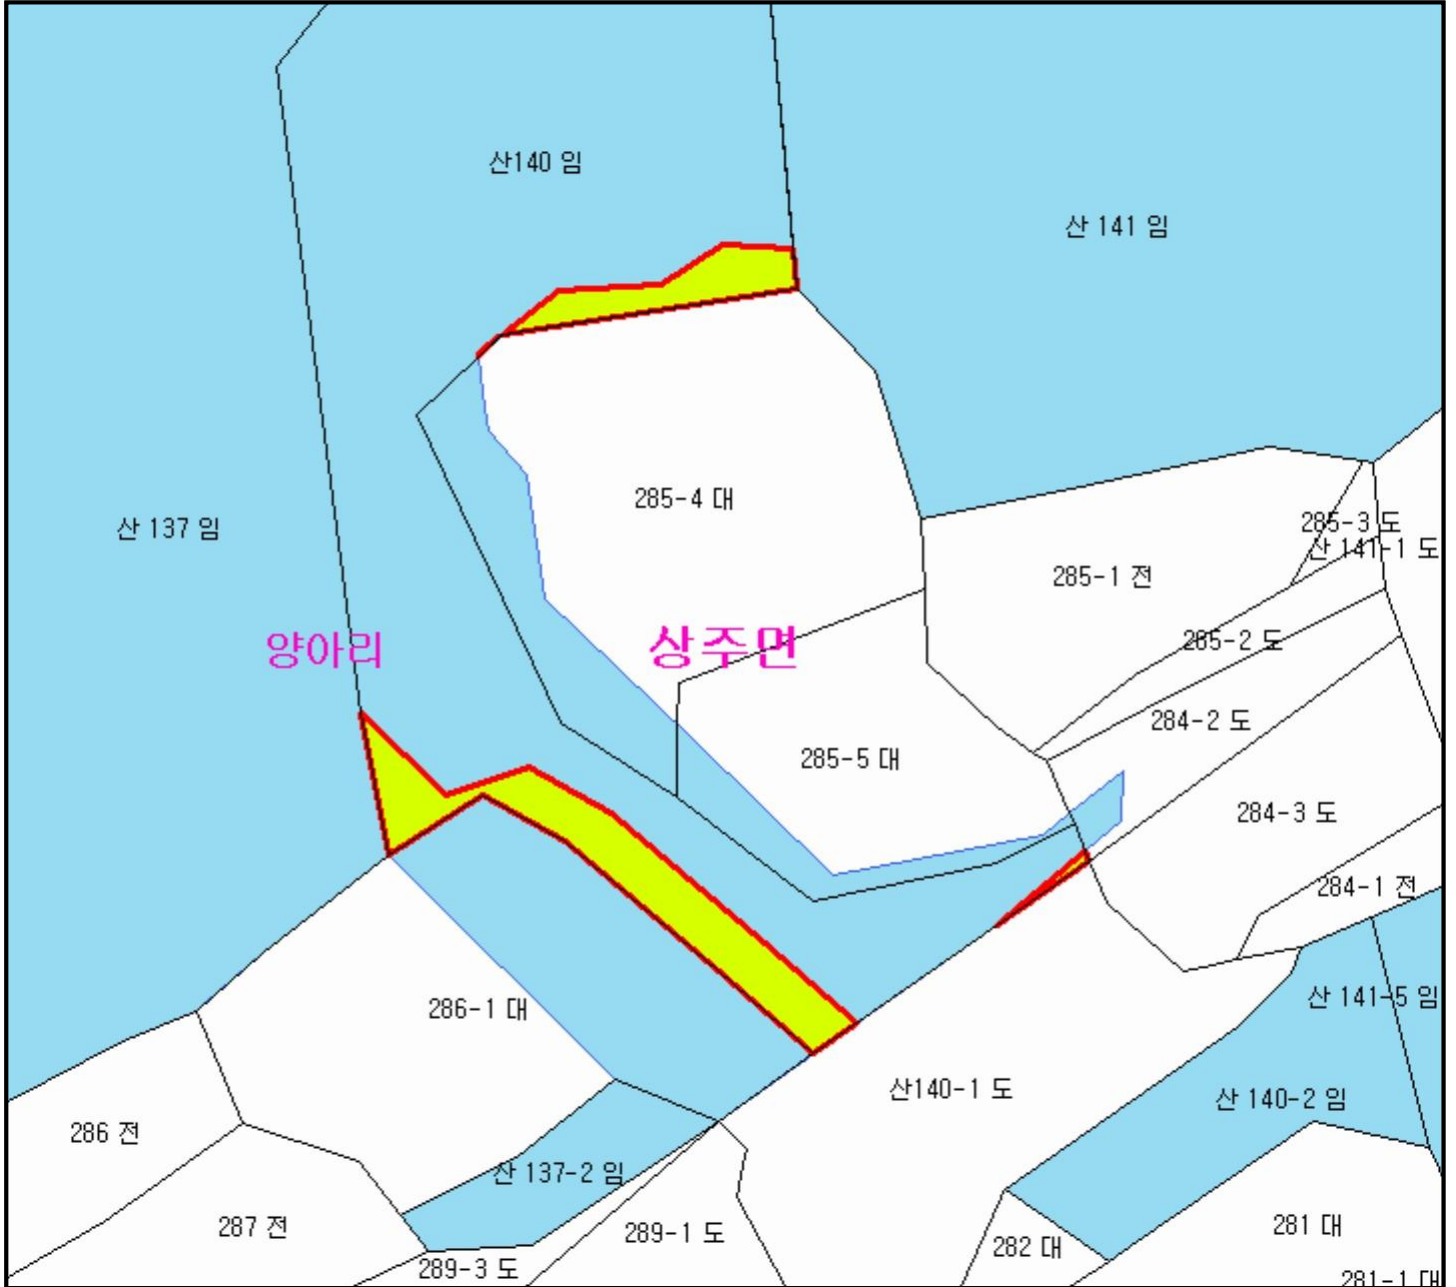 산140 임
산 141 임
285-4 대
산 137 임
285-3 도
산 141-1 도
285-1 전
285-2 도
양아리
상주면
284-2 도
285-5 대
284-3 도
284-1 전
286-1 대
산 141-5 임
산140-1 도
산 140-2 임
286 전
산 137-2 임
287 전
289-1 도
281 대
282 대
289-3 도
281-1 대